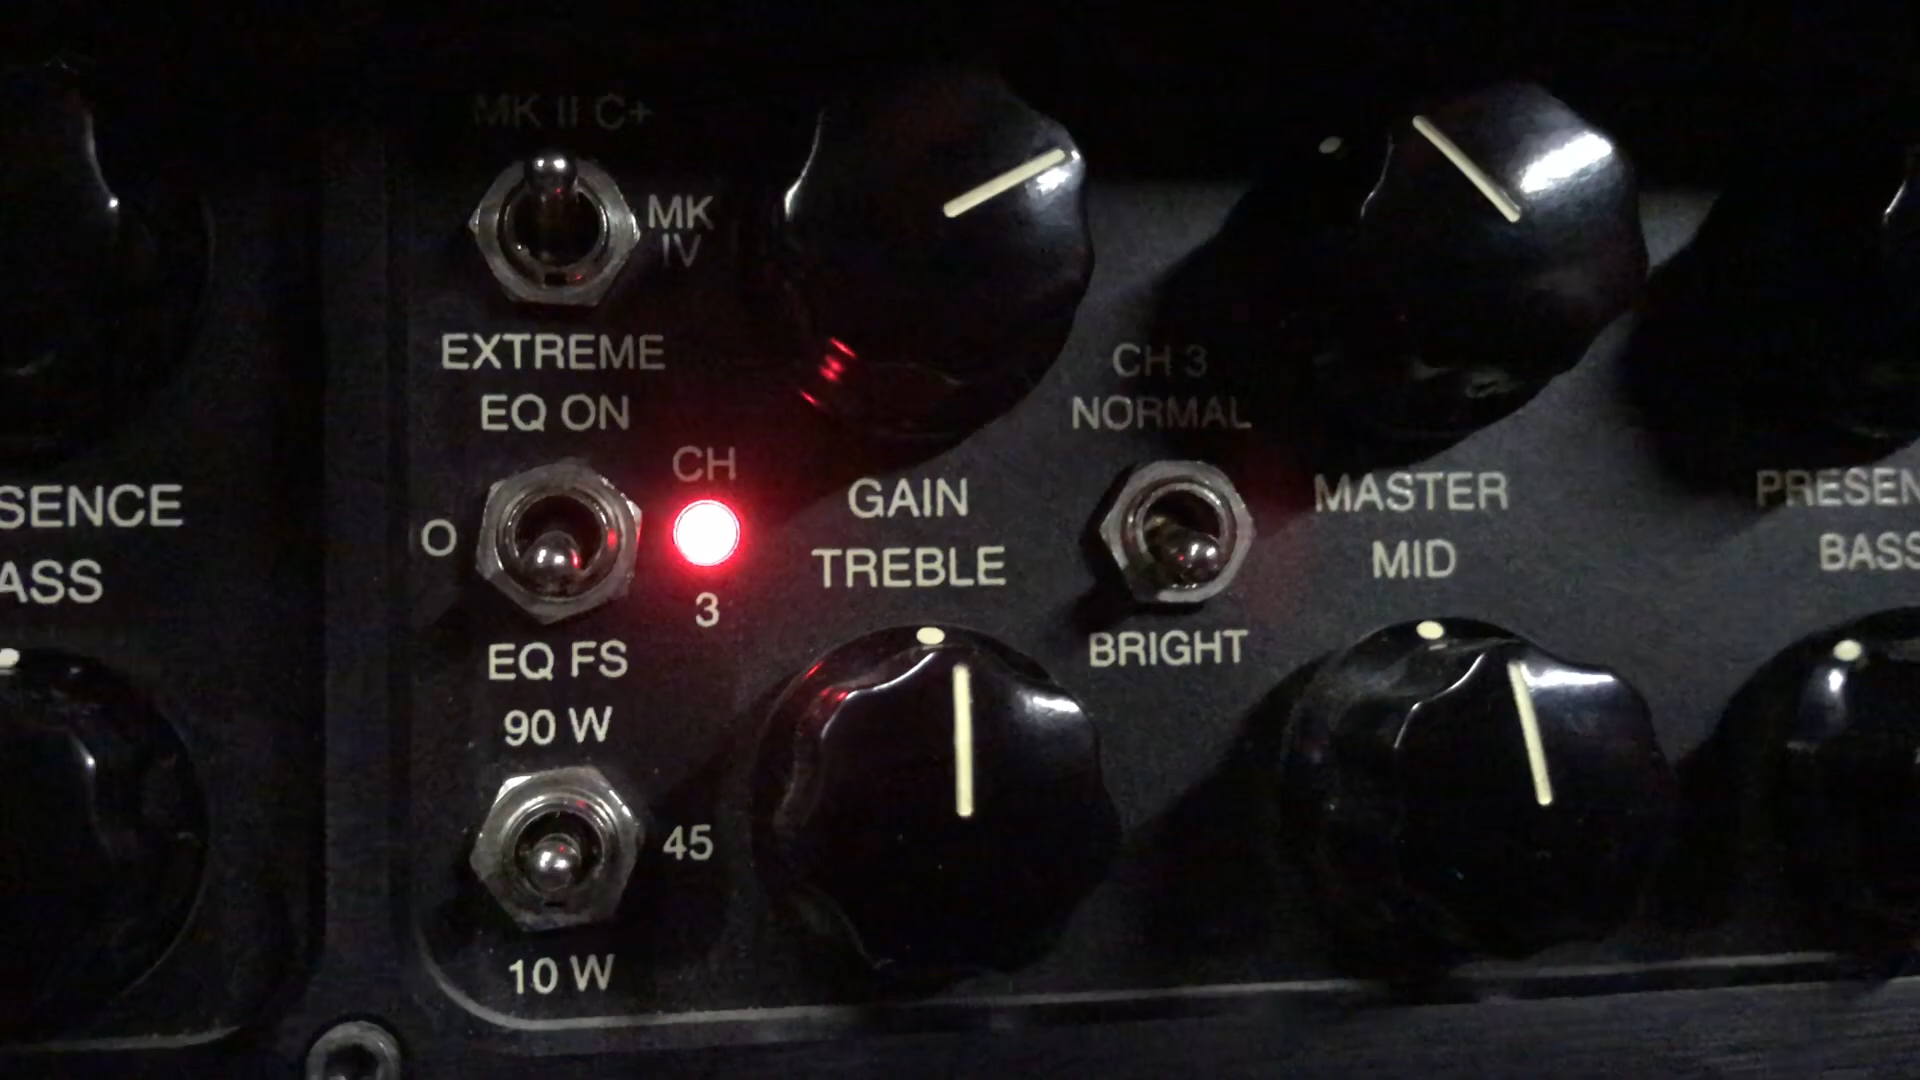 MK II C+
MK
IV
EXTREME
EQ ON
CH 3
NORMAL
CH
SENCE
O
GAIN
MASTER
PRESEN
ASS
TREBLE
MID
BASS
3
EQ FS
BRIGHT
90 W
45
10 W